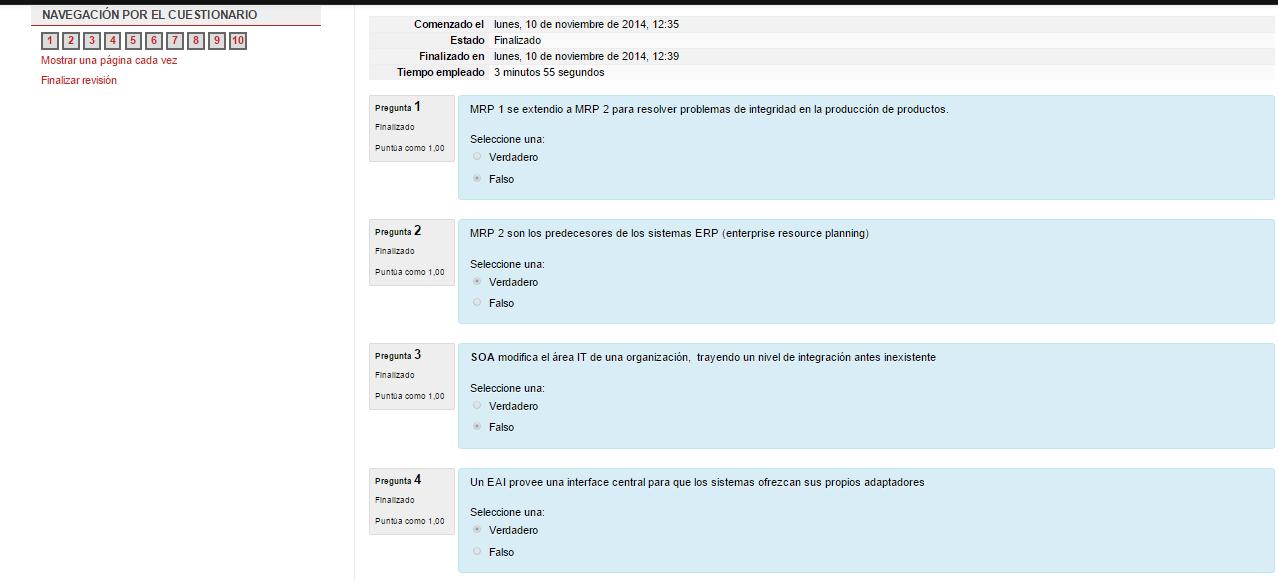 NAVEGACIÓN POR EL CUESTIONARIO
1 2 3 4 5 6 7 8 9 10
Mostrar una página cada vez
Finalizar revisión
Comenzado el lunes, 10 de noviembre de 2014, 12:35
Estado Finalizado
Finalizado en lunes, 10 de noviembre de 2014, 12:39
Tiempo empleado 3 minutos 55 segundos
Pregunta 1
Finalizado
Puntúa como 1,00
MRP 1 se extendio a MRP 2 para resolver problemas de integridad en la producción de productos.
Seleccione una:
Verdadero
Falso
Pregunta 2
Finalizado
Puntúa como 1,00
MRP 2 son los predecesores de los sistemas ERP (enterprise resource planning)
Seleccione una:
Verdadero
Falso
Pregunta 3
Finalizado
Puntúa como 1,00
SOA modifica el área IT de una organización, trayendo un nivel de integración antes inexistente
Seleccione una:
Verdadero
Falso
Pregunta 4
Finalizado
Puntúa como 1,00
Un EAI provee una interface central para que los sistemas ofrezcan sus propios adaptadores
Seleccione una:
Verdadero
Falso